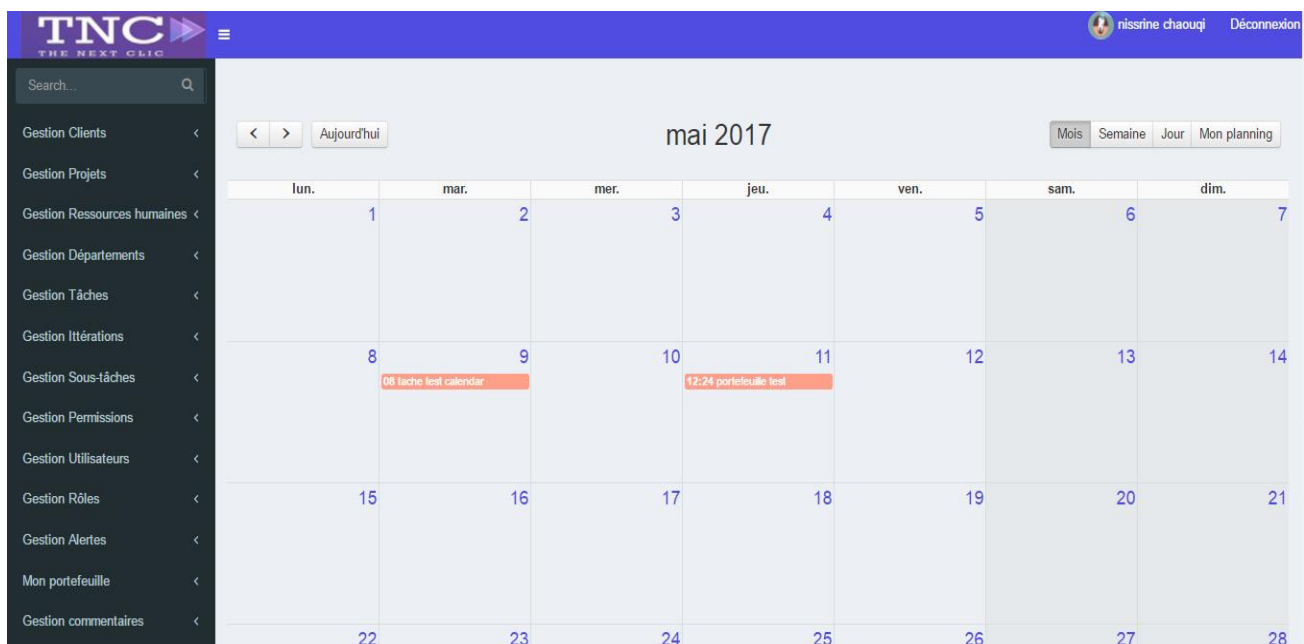 TNC
THE NEXT CLIC
nissrine chaouqi Déconnexion
Search...
Gestion Clients
Gestion Projets
Gestion Ressources humaines
Gestion Départements
Gestion Tâches
Gestion Ittérations
Gestion Sous-tâches
Gestion Permissions
Gestion Utilisateurs
Gestion Rôles
Gestion Alertes
Mon portefeuille
Gestion commentaires
Aujourd'hui
mai 2017
Mois Semaine Jour Mon planning
lun. mar. mer. jeu. ven. sam. dim.
1 2 3 4 5 6 7
8 9 10 11 12 13 14
08 tache test calendar
12:24 portefeuille test
15 16 17 18 19 20 21
22 23 24 25 26 27 28